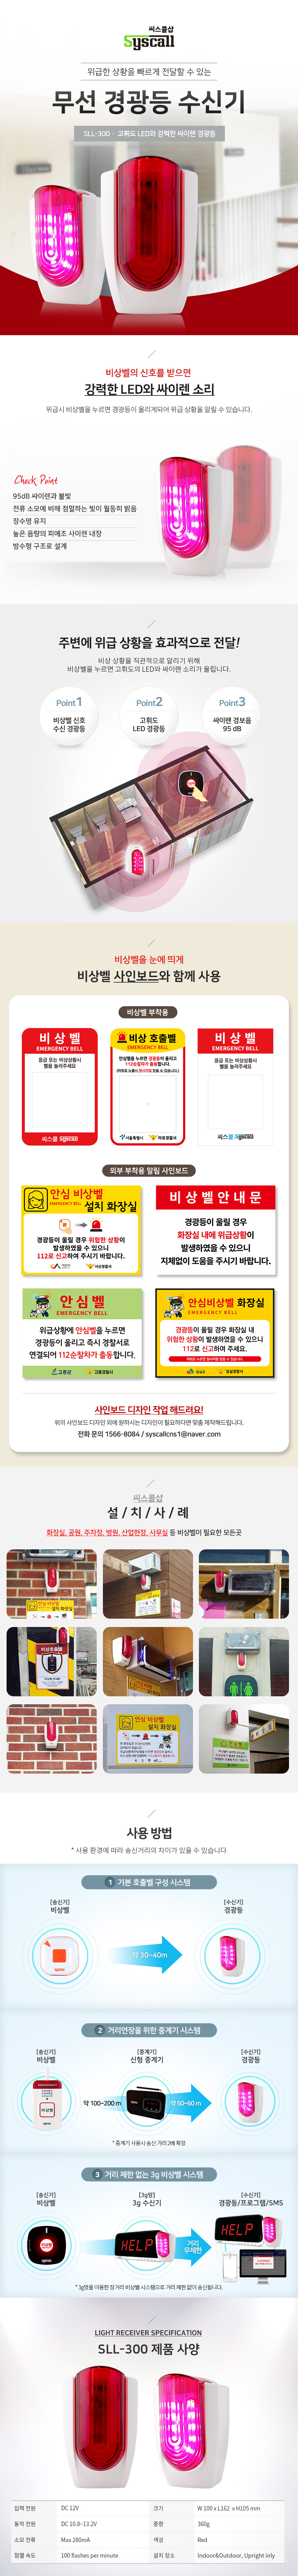 씨스콜샵
Syscall
위급한 상황을 빠르게 전달할 수 있는
무선 경광등 수신기
SLL-300 · 고휘도 LED와 강력한 싸이렌 경광등
비상벨의 신호를 받으면
강력한 LED와 싸이렌 소리
위급시 비상벨을 누르면 경광등이 울리게되어 위급 상황을 알릴 수 있습니다.
Check Point
95dB 싸이렌과 불빛
전류 소모에 비해 점멸하는 빛이 월등히 밝음
장수명 유지
높은 음량의 피에조 사이렌 내장
방수형 구조로 설계
주변에 위급 상황을 효과적으로 전달!
비상 상황을 직관적으로 알리기 위해
비상벨을 누르면 고휘도의 LED와 싸이렌 소리가 울립니다.
Point1
비상벨 신호
수신 경광등
Point2
고휘도
LED 경광등
Point3
싸이렌 경보음
95 dB
비상벨을 눈에 띄게
비상벨 사인보드와 함께 사용
비상벨 부착용
비 상 벨
EMERGENCY BELL
응급 또는 비상상황시
벨을 눌러주세요
씨스콜 Syscall
비상 호출벨
EMERGENCY BELL
안심벨을 누르면 경광등이 울리고
112순찰차가 출동합니다.
서울특별시 마포경찰서
비 상 벨
EMERGENCY BELL
응급 또는 비상상황시
벨을 눌러주세요
씨스콜 Syscall
외부 부착용 알림 사인보드
안심 비상벨
설치 화장실
경광등이 울릴 경우 위험한 상황이
발생하였을 수 있으니
112로 신고하여 주시기 바랍니다.
비 상 벨 안 내 문
경광등이 울릴 경우
화장실 내에 위급상황이
발생하였을 수 있으니
지체없이 도움을 주시기 바랍니다.
안 심 벨
EMERGENCY BELL
위급상황에 안심벨을 누르면
경광등이 울리고 즉시 경찰서로
연결되어 112순찰차가 출동합니다.
안심비상벨 화장실
EMERGENCY BELL
경광등이 울릴 경우 화장실 내
위험한 상황이 발생하였을 수 있으니
112로 신고하여 주세요.
사인보드 디자인 작업 해드려요!
위의 사인보드 디자인 외에 원하시는 디자인이 필요하다면 맞춤 제작해드립니다.
전화 문의 1566-8084 / syscallcns1@naver.com
씨스콜샵
설 / 치 / 사 / 례
화장실, 공원, 주차장, 병원, 산업현장, 사무실 등 비상벨이 필요한 모든곳
사용 방법
* 사용 환경에 따라 송신거리의 차이가 있을 수 있습니다
1 기본 호출벨 구성 시스템
[송신기]
비상벨
약 30~40m
[수신기]
경광등
2 거리연장을 위한 중계기 시스템
[송신기]
비상벨
약 100~200 m
[중계기]
신형 중계기
약 50~60 m
[수신기]
경광등
* 중계기 사용시 송신 거리 2배 확장
3 거리 제한 없는 3g 비상벨 시스템
[송신기]
비상벨
[3g망]
3g 수신기
HELP
거리
무제한
[수신기]
경광등/프로그램/SMS
HELP
* 3g망을 이용한 장거리 비상벨 시스템으로 거리 제한 없이 송신됩니다.
LIGHT RECEIVER SPECIFICATION
SLL-300 제품 사양
입력 전원 DC 12V 크기 W 100 x L162 x H105 mm
동작 전원 DC 10.8~13.2V 중량 360g
소모 전류 Max 280mA 색상 Red
점멸 속도 100 flashes per minute 설치 장소 Indoor&Outdoor, Upright inly